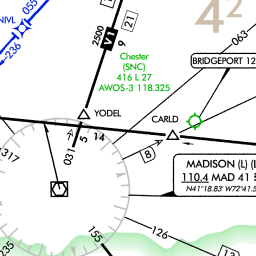 NIVL
055
236
2500
V1
9
21
4²
063
BRIDGEPORT 12
Chester
(SNC)
416 L 27
AWOS-3 118.325
YODEL
CARLD
5
14
031
317
8
MADISON (L) (L
110.4 MAD 41
N41°18.83' W72°41.5
155
126
235